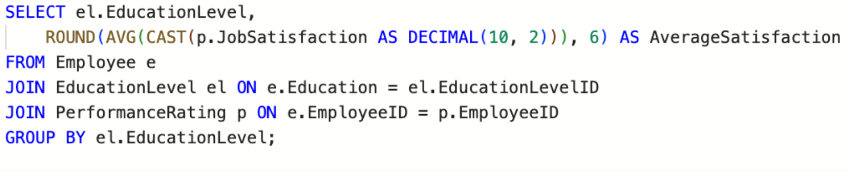 SELECT el.EducationLevel,
    ROUND(AVG(CAST(p.JobSatisfaction AS DECIMAL(10, 2))), 6) AS AverageSatisfaction
FROM Employee e
JOIN EducationLevel el ON e.Education = el.EducationLevelID
JOIN PerformanceRating p ON e.EmployeeID = p.EmployeeID
GROUP BY el.EducationLevel;